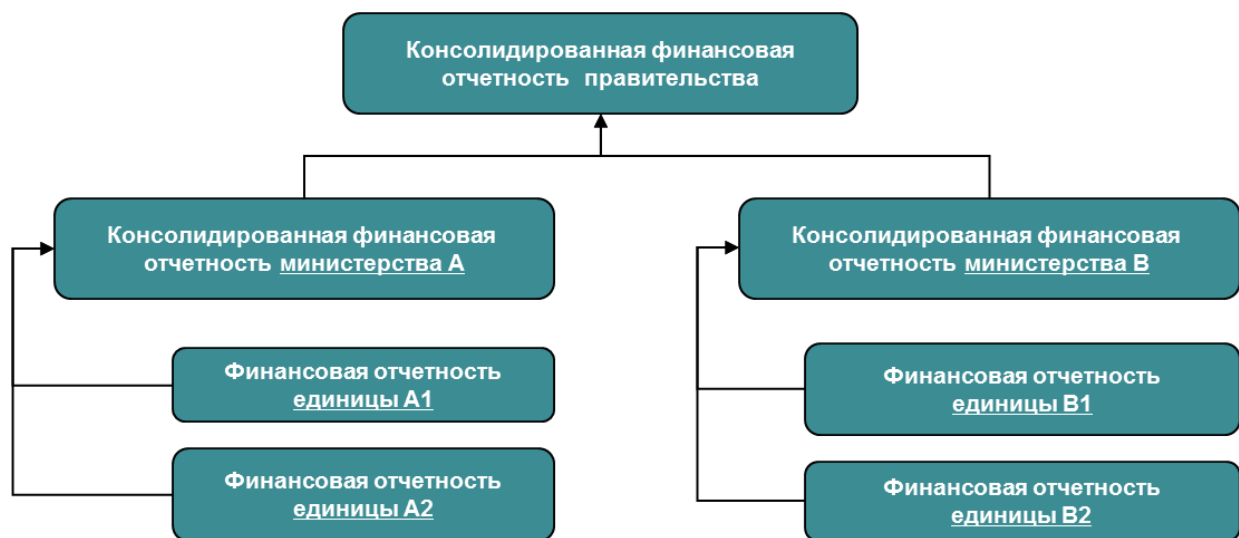 Консолидированная финансовая
отчетность правительства
Консолидированная финансовая
отчетность министерства А
Консолидированная финансовая
отчетность министерства В
Финансовая отчетность
единицы А1
Финансовая отчетность
единицы В1
Финансовая отчетность
единицы А2
Финансовая отчетность
единицы В2